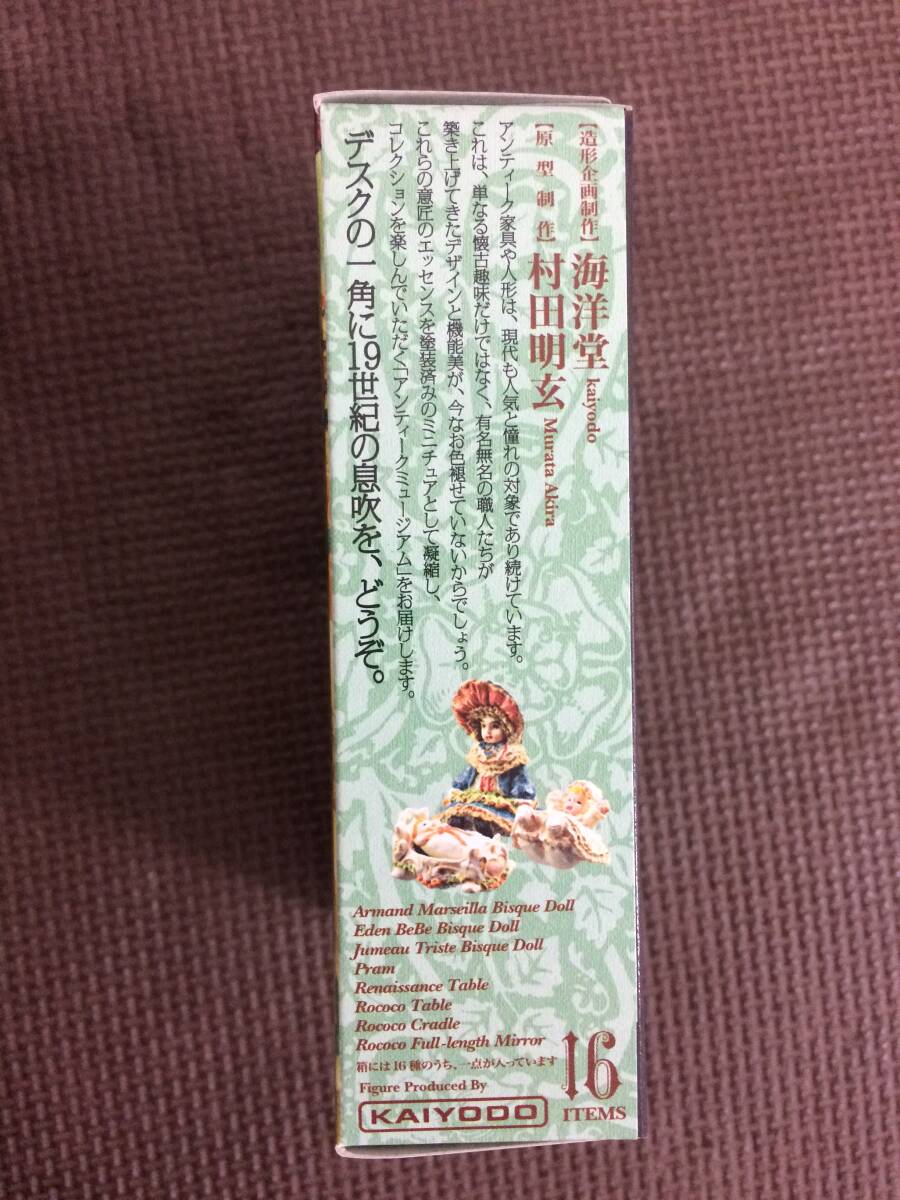 【造形企画制作】海洋堂 kaiyodo
【原型制作】村田明玄 Murata Akira
アンティーク家具や人形は、現代も人気と憧れの対象であり続けています。
これは、単なる懐古趣味だけではなく、有名無名の職人たちが
築き上げてきたデザインと機能美が、今なお色褪せていないからでしょう。
これらの意匠のエッセンスを塗装済みのミニチュアとして凝縮し、
コレクションを楽しんでいただく「アンティークミュージアム」をお届けします。
デスクの一角に19世紀の息吹を、どうぞ。
Armand Marseilla Bisque Doll
Eden BeBe Bisque Doll
Jumeau Triste Bisque Doll
Pram
Renaissance Table
Rococo Table
Rococo Cradle
Rococo Full-length Mirror
箱には16種のうち、一点が入っています
Figure Produced By
KAIYODO
16
ITEMS